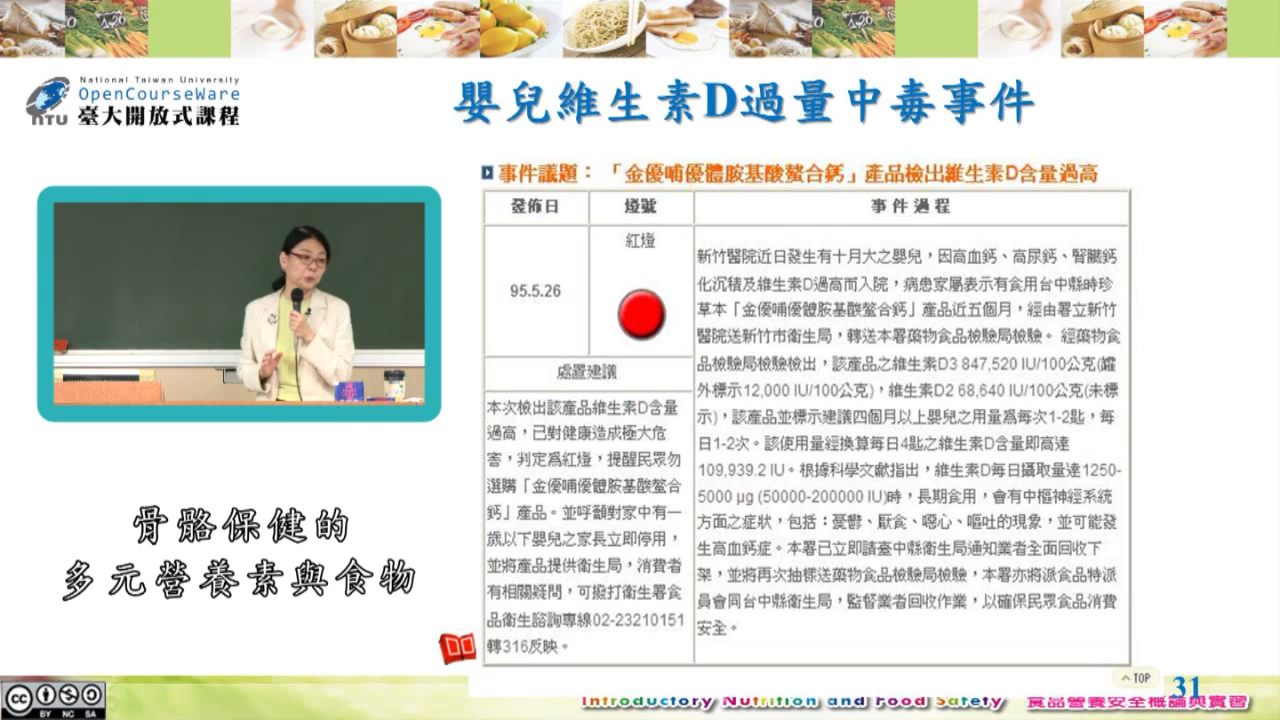 National Taiwan University
OpenCourseWare
臺大開放式課程
NTU
嬰兒維生素D過量中毒事件
事件議題：「金優哺優體胺基酸螯合鈣」產品檢出維生素D含量過高
發佈日
燈號
事件過程
95.5.26
紅燈
新竹醫院近日發生有十月大之嬰兒，因高血鈣、高尿鈣、腎臟鈣
化沉積及維生素D過高而入院，病患家屬表示有食用台中縣時珍
草本「金優哺優體胺基酸螯合鈣」產品近五個月，經由署立新竹
醫院送新竹市衛生局，轉送本署藥物食品檢驗局檢驗。 經藥物食
品檢驗局檢驗檢出，該產品之維生素D3 847,520 IU/100公克(罐
外標示12,000 IU/100公克)，維生素D2 68,640 IU/100公克(未標
示)，該產品並標示建議四個月以上嬰兒之用量為每次1-2匙，每
日1-2次。該使用量經換算每日4匙之維生素D含量即高達
109,939.2 IU。根據科學文獻指出，維生素D每日攝取量達1250-
5000 μg (50000-200000 IU)時，長期食用，會有中樞神經系統
方面之症狀，包括：憂鬱、厭食、噁心、嘔吐的現象，並可能發
生高血鈣症。本署已立即請臺中縣衛生局通知業者全面回收下
架，並將再次抽樣送藥物食品檢驗局檢驗，本署亦將派食品特派
員會同台中縣衛生局，監督業者回收作業，以確保民眾食品消費
安全。
處置建議
本次檢出該產品維生素D含量
過高，已對健康造成極大危
害，判定為紅燈，提醒民眾勿
選購「金優哺優體胺基酸螯合
鈣」產品。並呼籲對家中有一
歲以下嬰兒之家長立即停用，
並將產品提供衛生局，消費者
有相關疑問，可撥打衛生署食
品衛生諮詢專線02-23210151
轉316反映。
骨骼保健的
多元營養素與食物
TOP
31
Introductory Nutrition and Food Safety
食品營養安全概論與實習
cc
BY NC SA